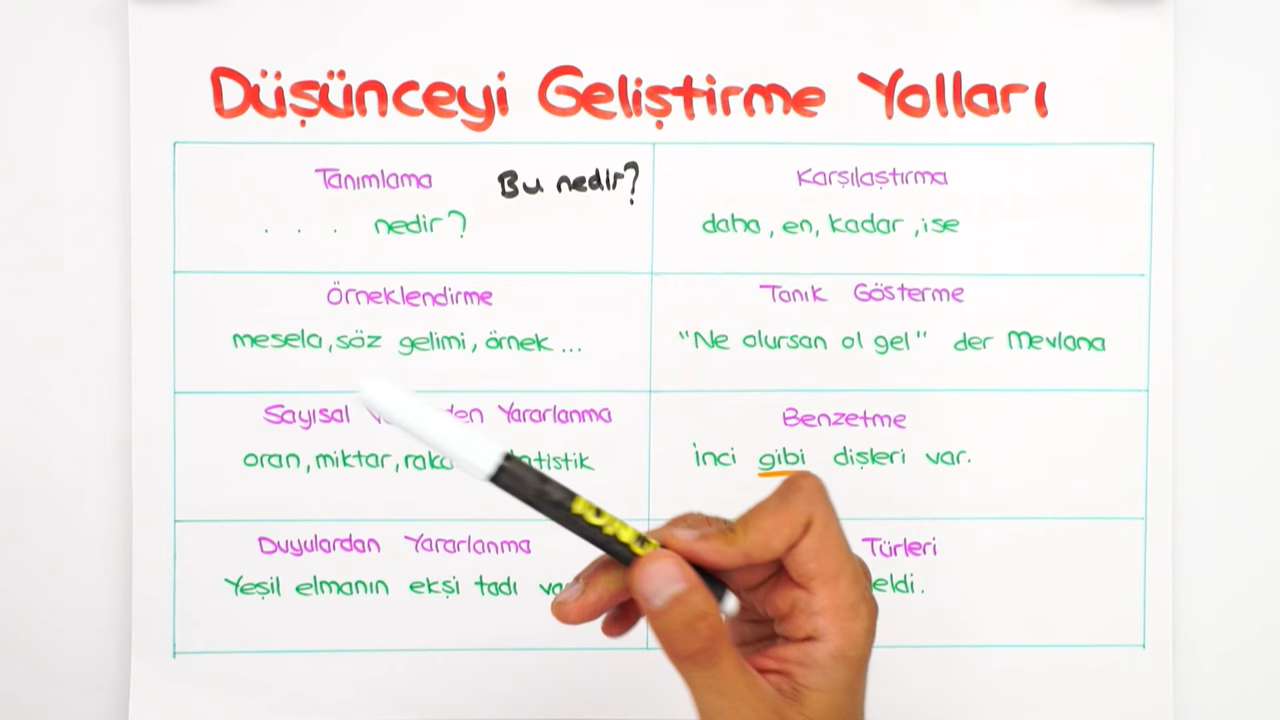 Düşünceyi Geliştirme Yolları
Tanımlama
Bu nedir?
. . . nedir?
Karşılaştırma
daha, en, kadar, ise
Örneklendirme
mesela, söz gelimi, örnek ...
Tanık Gösterme
"Ne olursan ol gel" der Mevlana
Sayısal Yararlanma
oran, miktar,
Benzetme
İnci gibi dişleri var.
Duyulardan Yararlanma
Yeşil elmanın ekşi tadı
Türleri